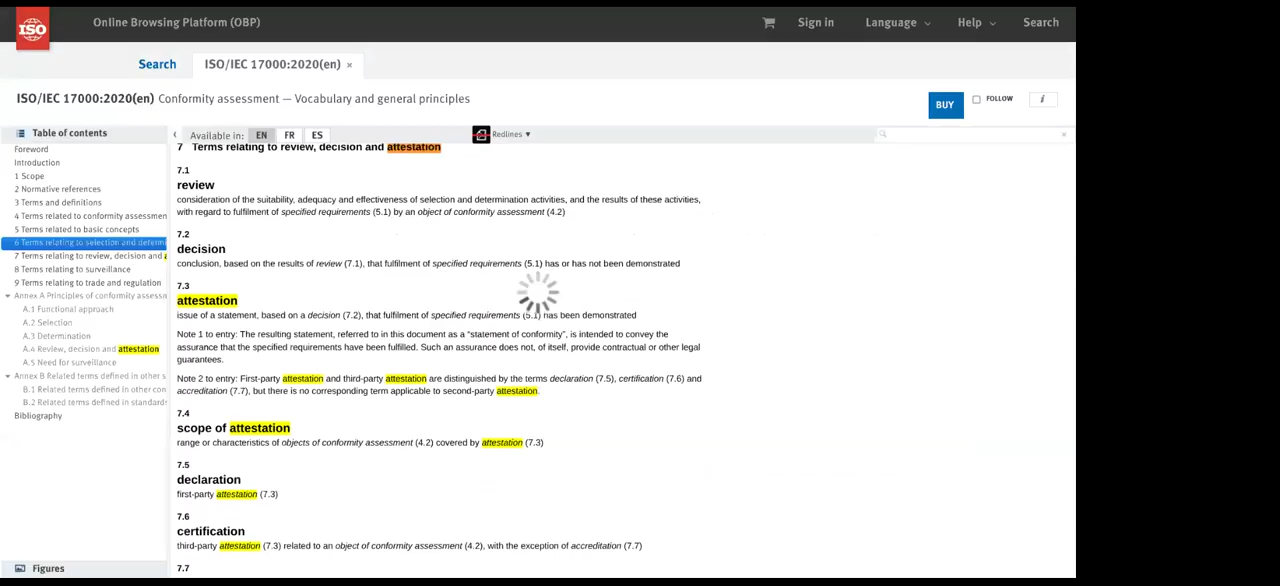 ISO
Online Browsing Platform (OBP)
Sign in
Language
Help
Search
Search
ISO/IEC 17000:2020(en) ×
ISO/IEC 17000:2020(en) Conformity assessment — Vocabulary and general principles
BUY
FOLLOW
i
Table of contents
Available in: EN FR ES
Redlines ▼
Foreword
Introduction
1 Scope
2 Normative references
3 Terms and definitions
4 Terms related to conformity assessmen
5 Terms related to basic concepts
6 Terms relating to selection and determi
7 Terms relating to review, decision and a
8 Terms relating to surveillance
9 Terms relating to trade and regulation
Annex A Principles of conformity assessm
A.1 Functional approach
A.2 Selection
A.3 Determination
A.4 Review, decision and attestation
A.5 Need for surveillance
Annex B Related terms defined in other s
B.1 Related terms defined in other con
B.2 Related terms defined in standards
Bibliography
Figures
7 Terms relating to review, decision and attestation
7.1
review
consideration of the suitability, adequacy and effectiveness of selection and determination activities, and the results of these activities,
with regard to fulfilment of specified requirements (5.1) by an object of conformity assessment (4.2)
7.2
decision
conclusion, based on the results of review (7.1), that fulfilment of specified requirements (5.1) has or has not been demonstrated
7.3
attestation
issue of a statement, based on a decision (7.2), that fulfilment of specified requirements (5.1) has been demonstrated
Note 1 to entry: The resulting statement, referred to in this document as a “statement of conformity”, is intended to convey the
assurance that the specified requirements have been fulfilled. Such an assurance does not, of itself, provide contractual or other legal
guarantees.
Note 2 to entry: First-party attestation and third-party attestation are distinguished by the terms declaration (7.5), certification (7.6) and
accreditation (7.7), but there is no corresponding term applicable to second-party attestation.
7.4
scope of attestation
range or characteristics of objects of conformity assessment (4.2) covered by attestation (7.3)
7.5
declaration
first-party attestation (7.3)
7.6
certification
third-party attestation (7.3) related to an object of conformity assessment (4.2), with the exception of accreditation (7.7)
7.7